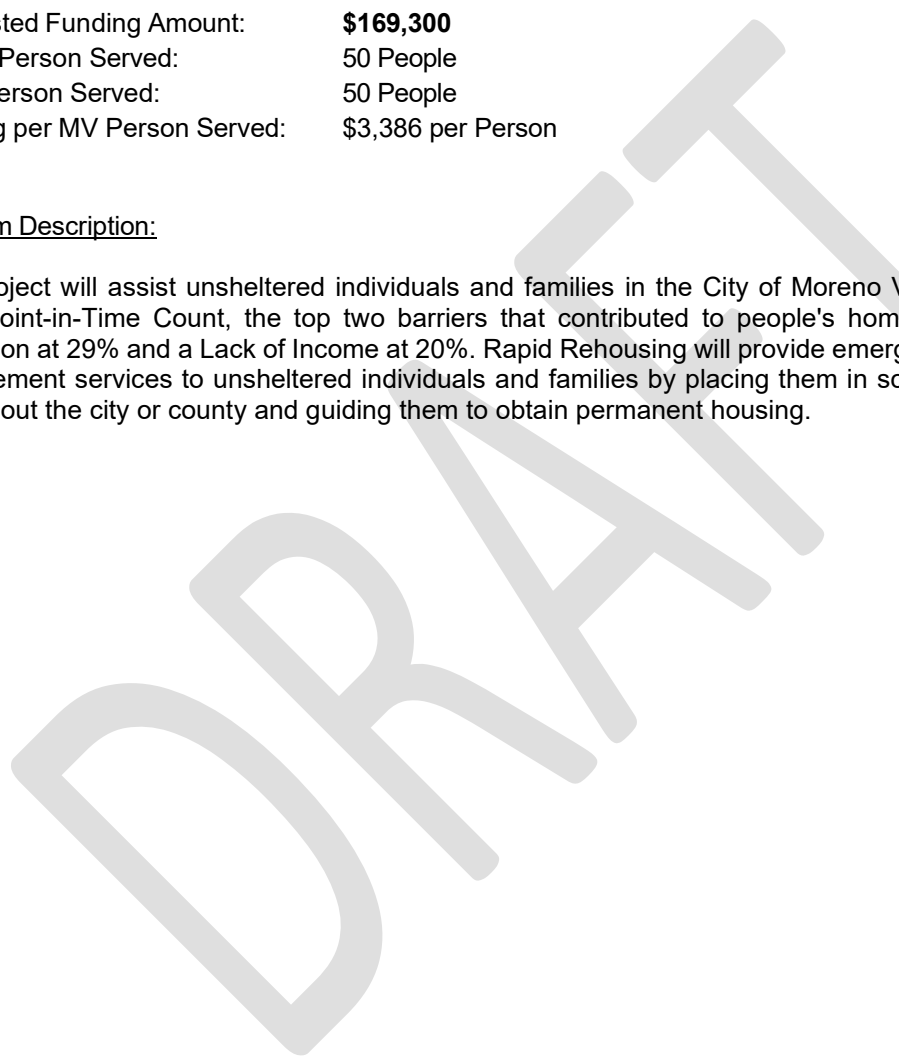 sted Funding Amount: $169,300
Person Served: 50 People
erson Served: 50 People
g per MV Person Served: $3,386 per Person
m Description:
oject will assist unsheltered individuals and families in the City of Moreno V
oint-in-Time Count, the top two barriers that contributed to people's hom
on at 29% and a Lack of Income at 20%. Rapid Rehousing will provide emerg
ement services to unsheltered individuals and families by placing them in so
out the city or county and guiding them to obtain permanent housing.
DRAFT